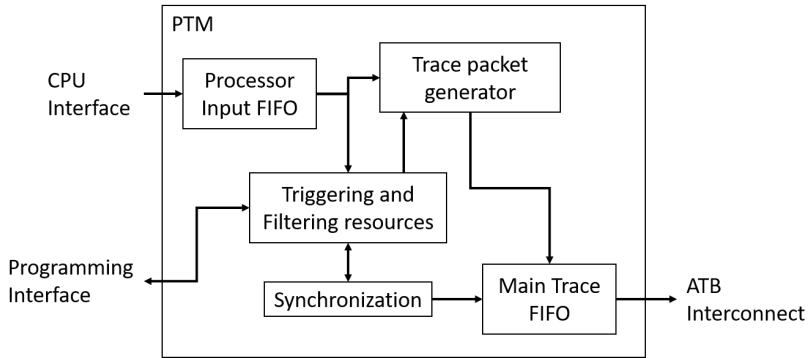 PTM
CPU
Interface
Processor
Input FIFO
Trace packet
generator
Triggering and
Filtering resources
Programming
Interface
Synchronization
Main Trace
FIFO
ATB
Interconnect